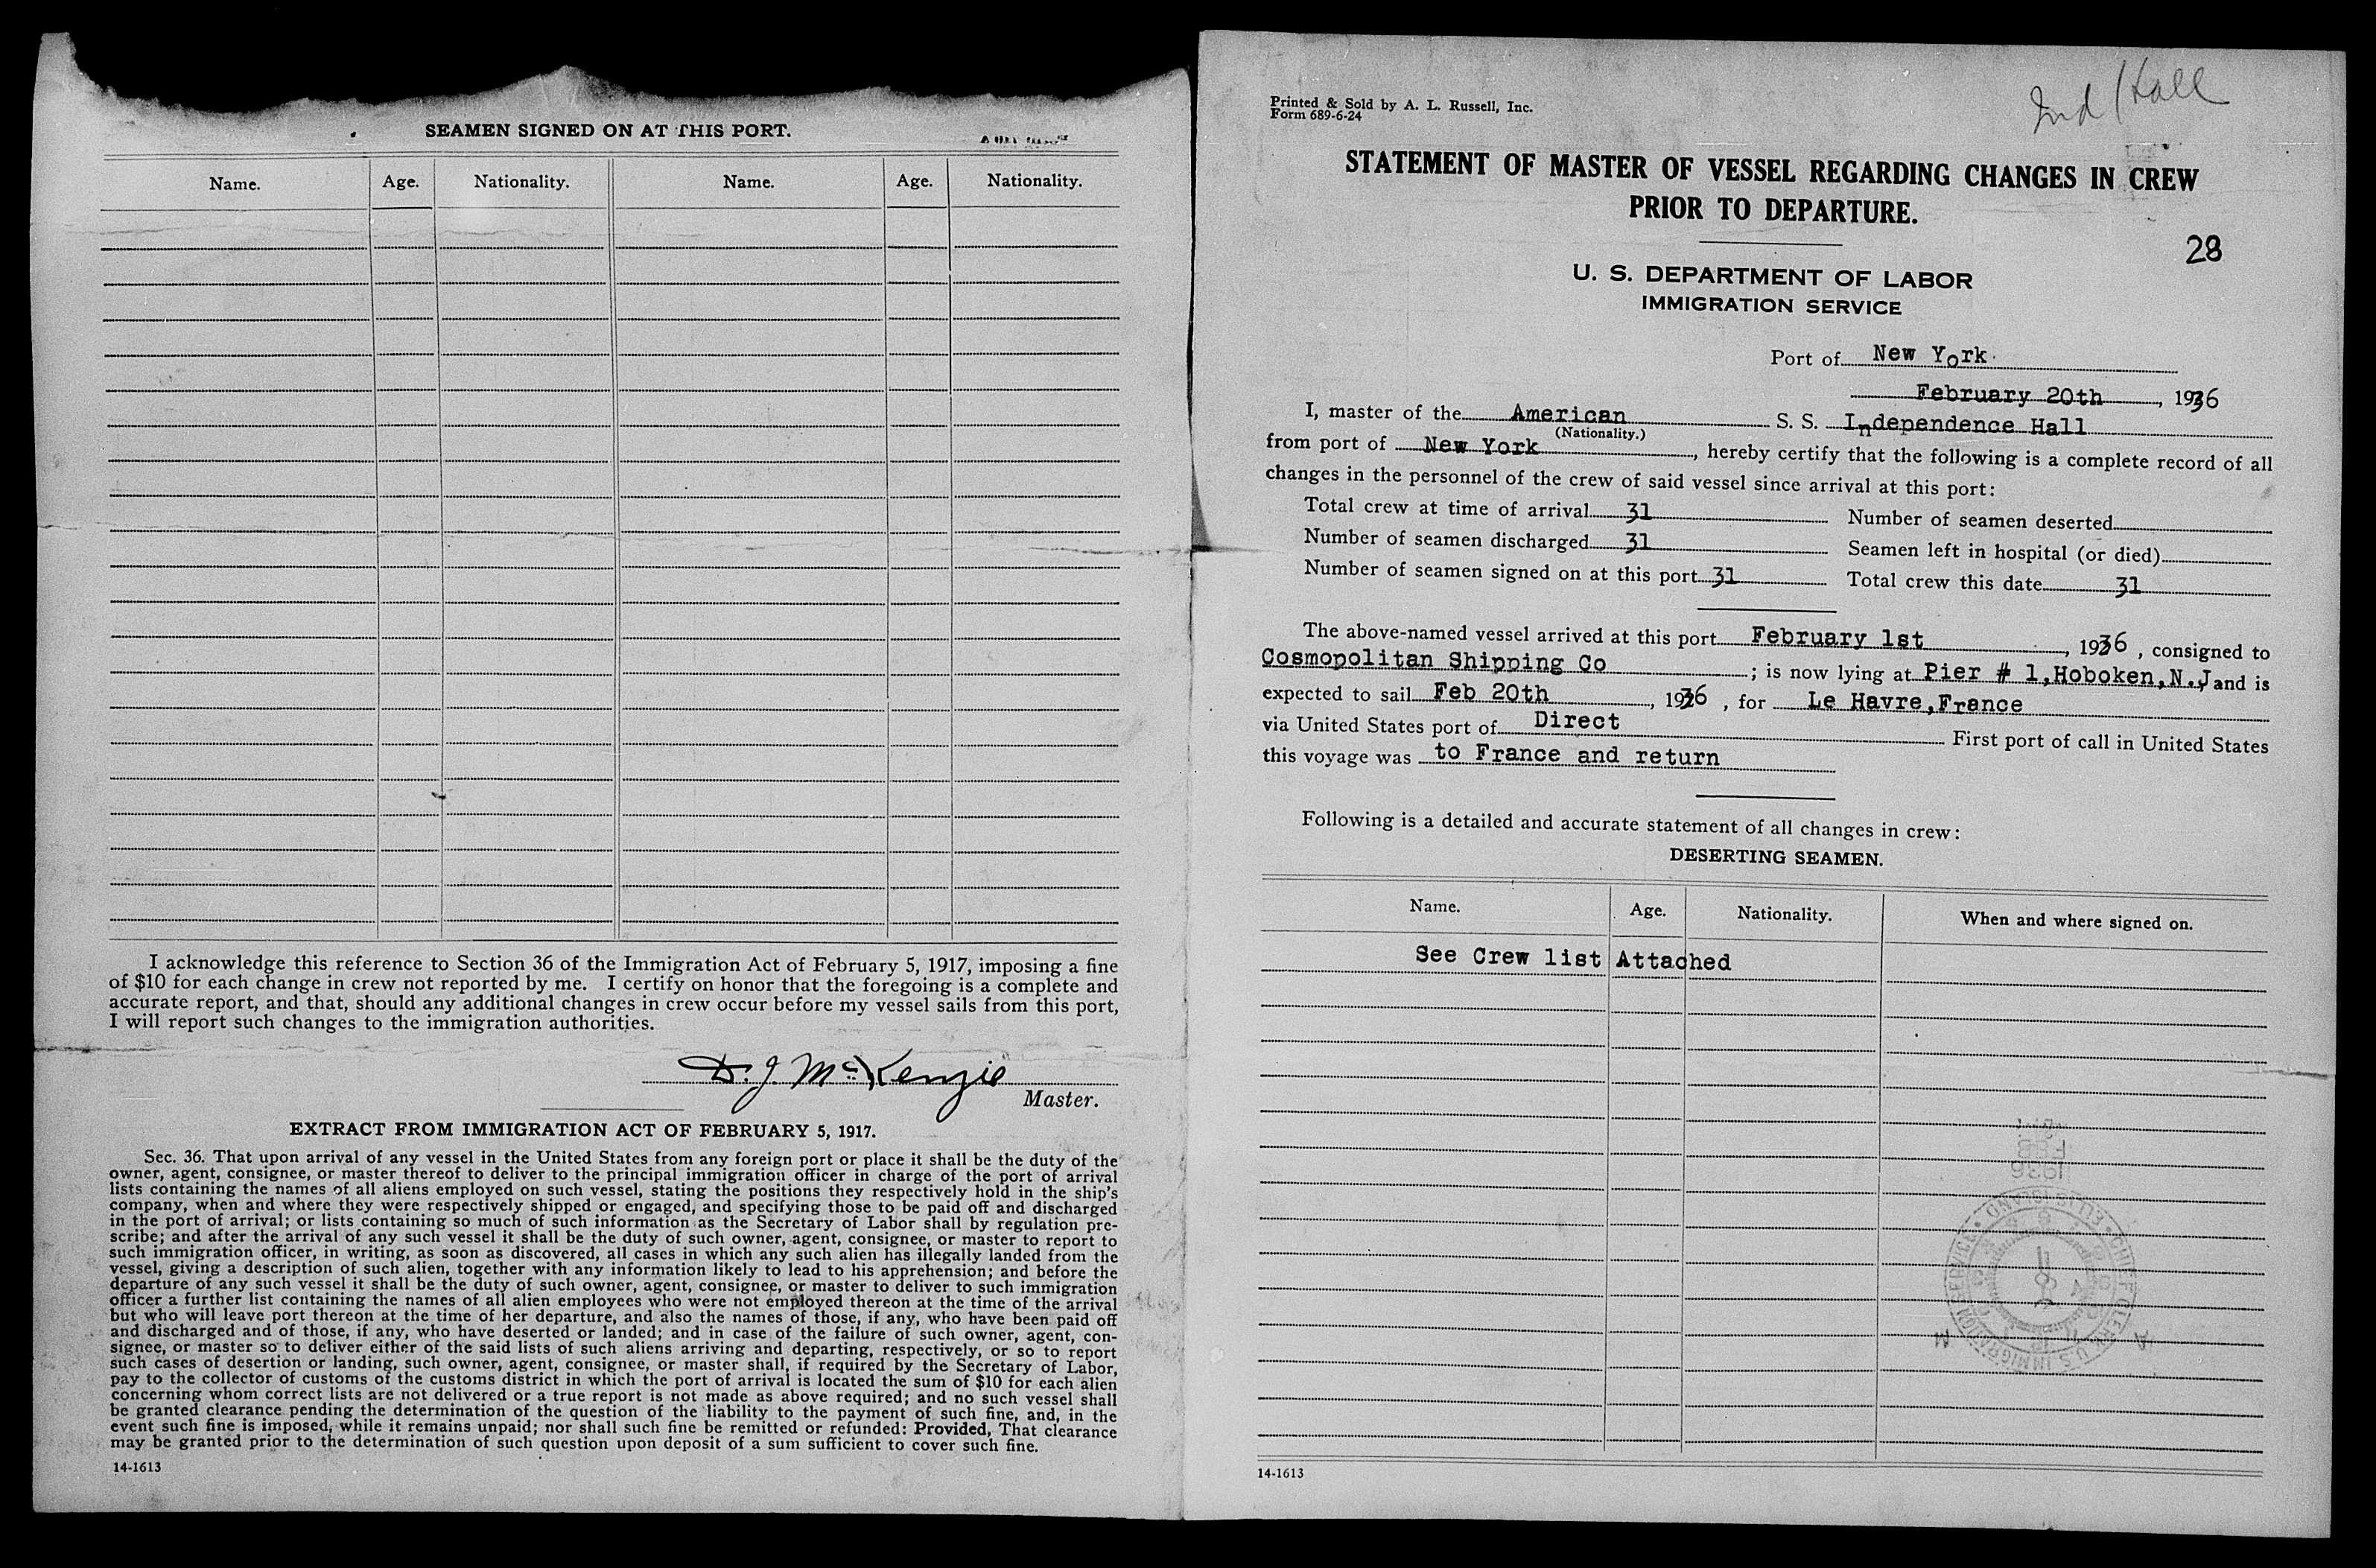 SEAMEN SIGNED ON AT THIS PORT.
Name. Age. Nationality. Name. Age. Nationality.
I acknowledge this reference to Section 36 of the Immigration Act of February 5, 1917, imposing a fine
of $10 for each change in crew not reported by me. I certify on honor that the foregoing is a complete and
accurate report, and that, should any additional changes in crew occur before my vessel sails from this port,
I will report such changes to the immigration authorities.
D. J. McKenzie
Master.
EXTRACT FROM IMMIGRATION ACT OF FEBRUARY 5, 1917.
Sec. 36. That upon arrival of any vessel in the United States from any foreign port or place it shall be the duty of the
owner, agent, consignee, or master thereof to deliver to the principal immigration officer in charge of the port of arrival
lists containing the names of all aliens employed on such vessel, stating the positions they respectively hold in the ship's
company, when and where they were respectively shipped or engaged, and specifying those to be paid off and discharged
in the port of arrival; or lists containing so much of such information as the Secretary of Labor shall by regulation pre-
scribe; and after the arrival of any such vessel it shall be the duty of such owner, agent, consignee, or master to report to
such immigration officer, in writing, as soon as discovered, all cases in which any such alien has illegally landed from the
vessel, giving a description of such alien, together with any information likely to lead to his apprehension; and before the
departure of any such vessel it shall be the duty of such owner, agent, consignee, or master to deliver to such immigration
officer a further list containing the names of all alien employees who were not employed thereon at the time of the arrival
but who will leave port thereon at the time of her departure, and also the names of those, if any, who have been paid off
and discharged and of those, if any, who have deserted or landed; and in case of the failure of such owner, agent, con-
signee, or master so to deliver either of the said lists of such aliens arriving and departing, respectively, or so to report
such cases of desertion or landing, such owner, agent, consignee, or master shall, if required by the Secretary of Labor,
pay to the collector of customs of the customs district in which the port of arrival is located the sum of $10 for each alien
concerning whom correct lists are not delivered or a true report is not made as above required; and no such vessel shall
be granted clearance pending the determination of the question of the liability to the payment of such fine, and, in the
event such fine is imposed, while it remains unpaid; nor shall such fine be remitted or refunded: Provided, That clearance
may be granted prior to the determination of such question upon deposit of a sum sufficient to cover such fine.
14-1613
Ind Hall
Printed & Sold by A. L. Russell, Inc.
Form 689-6-24
STATEMENT OF MASTER OF VESSEL REGARDING CHANGES IN CREW
PRIOR TO DEPARTURE.
28
U. S. DEPARTMENT OF LABOR
IMMIGRATION SERVICE
Port of New York
February 20th, 1936
I, master of the American S. S. Independence Hall
(Nationality.)
from port of New York, hereby certify that the following is a complete record of all
changes in the personnel of the crew of said vessel since arrival at this port:
Total crew at time of arrival 31 Number of seamen deserted
Number of seamen discharged 31 Seamen left in hospital (or died)
Number of seamen signed on at this port 31 Total crew this date 31
The above-named vessel arrived at this port February 1st, 1936, consigned to
Cosmopolitan Shipping Co; is now lying at Pier # 1,Hoboken,N.J, and is
expected to sail Feb 20th, 1936, for Le Havre,France
via United States port of Direct First port of call in United States
this voyage was to France and return
Following is a detailed and accurate statement of all changes in crew:
DESERTING SEAMEN.
Name. Age. Nationality. When and where signed on.
See Crew list Attached
FEB
1936
14-1613